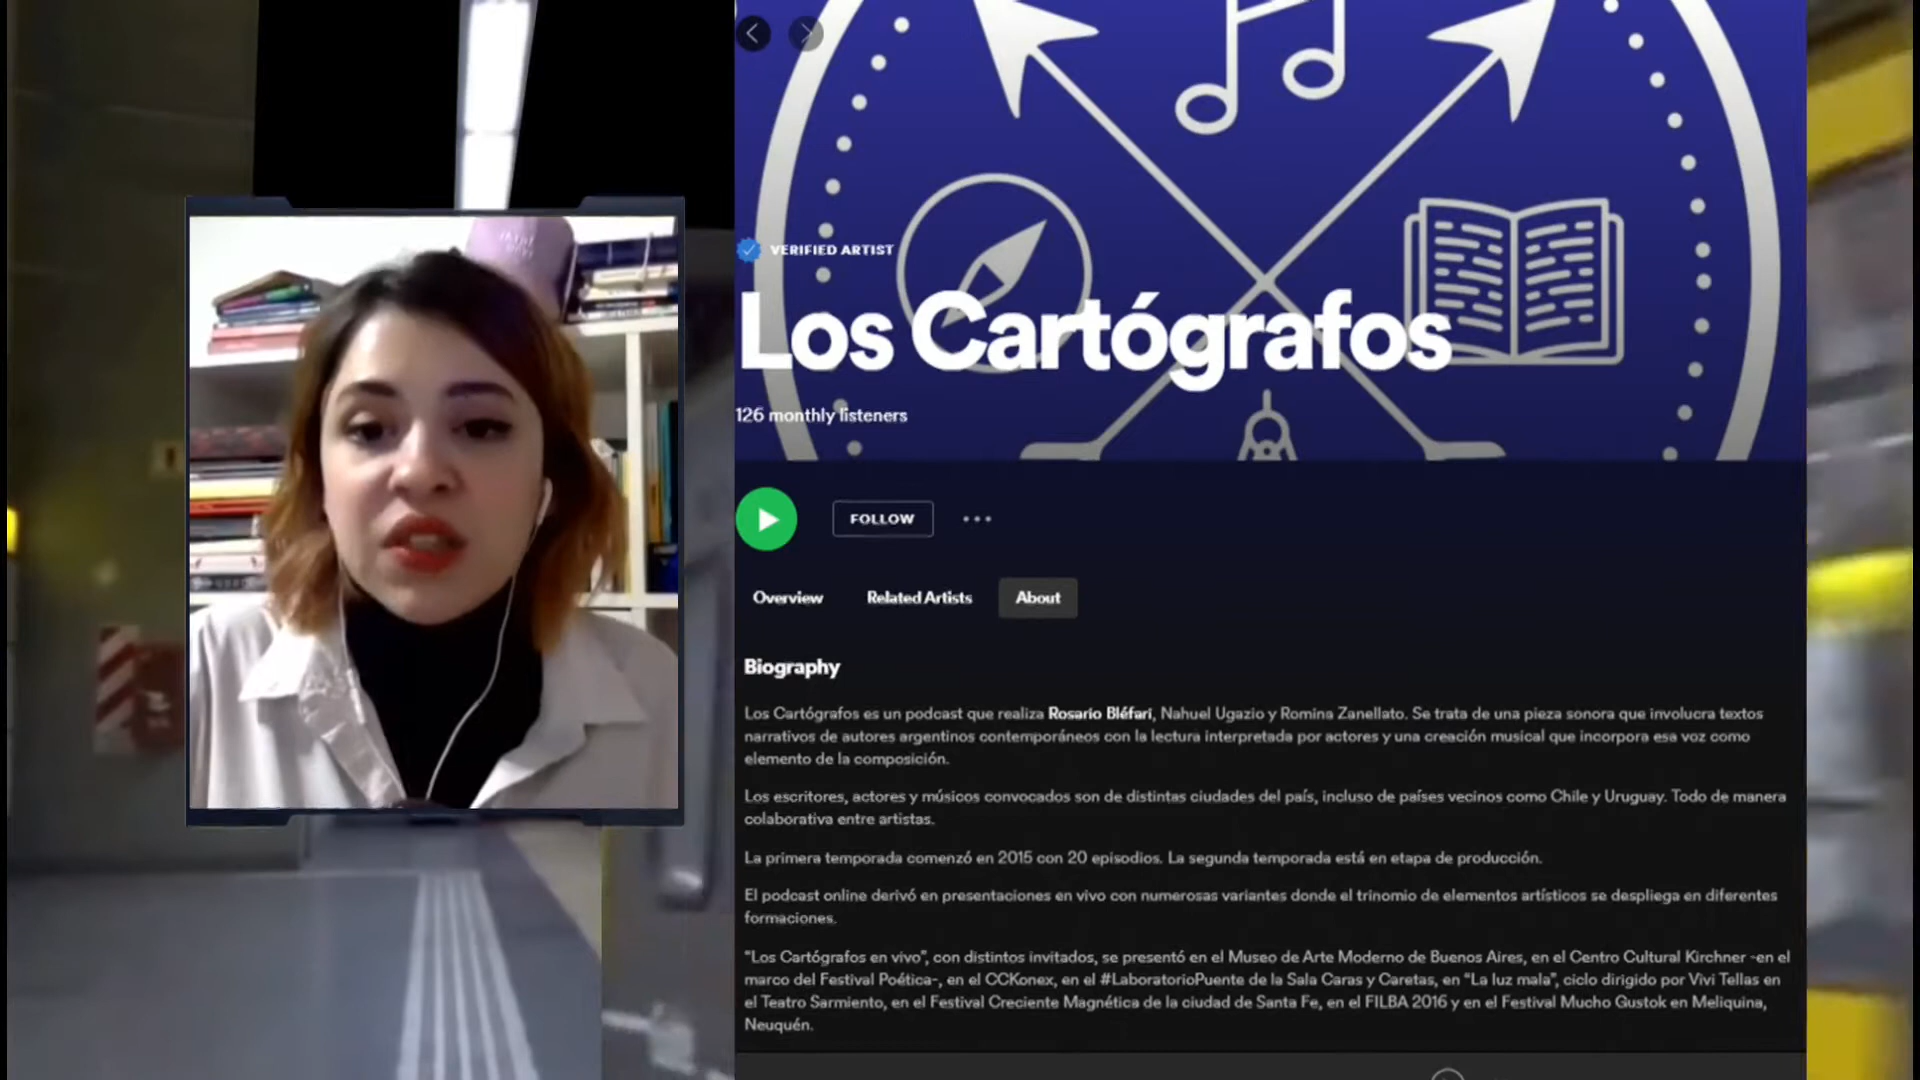 VERIFIED ARTIST
Los Cartógrafos
126 monthly listeners
FOLLOW
Overview
Related Artists
About
Biography
Los Cartógrafos es un podcast que realiza Rosario Bléfari, Nahuel Ugazio y Romina Zanellato. Se trata de una pieza sonora que involucra textos
narrativos de autores argentinos contemporáneos con la lectura interpretada por actores y una creación musical que incorpora esa voz como
elemento de la composición.
Los escritores, actores y músicos convocados son de distintas ciudades del país, incluso de países vecinos como Chile y Uruguay. Todo de manera
colaborativa entre artistas.
La primera temporada comenzó en 2015 con 20 episodios. La segunda temporada está en etapa de producción.
El podcast online derivó en presentaciones en vivo con numerosas variantes donde el trinomio de elementos artísticos se despliega en diferentes
formaciones.
“Los Cartógrafos en vivo”, con distintos invitados, se presentó en el Museo de Arte Moderno de Buenos Aires, en el Centro Cultural Kirchner -en el
marco del Festival Poética-, en el CCKonex, en el #LaboratorioPuente de la Sala Caras y Caretas, en “La luz mala”, ciclo dirigido por Vivi Tellas en
el Teatro Sarmiento, en el Festival Creciente Magnética de la ciudad de Santa Fe, en el FILBA 2016 y en el Festival Mucho Gustok en Meliquina,
Neuquén.